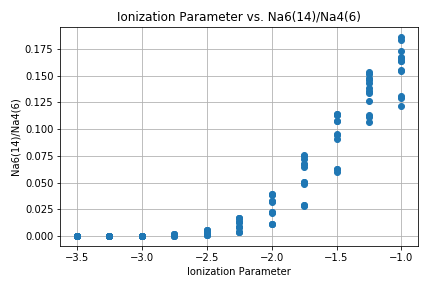 Ionization Parameter vs. Na6(14)/Na4(6)
Na6(14)/Na4(6)
0.175
0.150
0.125
0.100
0.075
0.050
0.025
0.000
−3.5 −3.0 −2.5 −2.0 −1.5 −1.0
Ionization Parameter